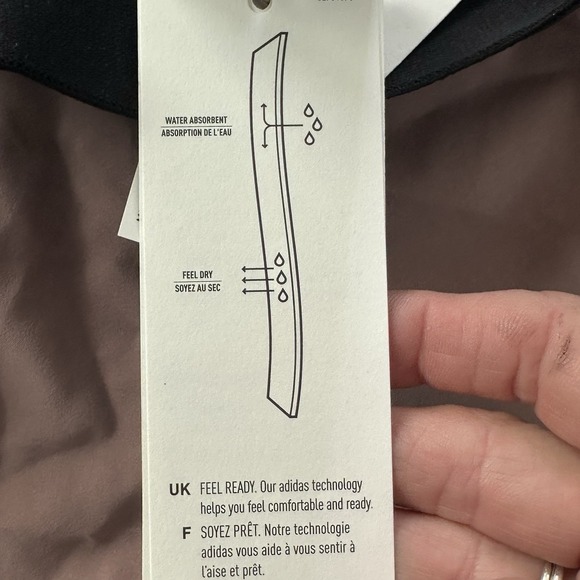 WATER ABSORBENT
ABSORPTION DE L'EAU
FEEL DRY
SOYEZ AU SEC
UK FEEL READY. Our adidas technology
helps you feel comfortable and ready.
F SOYEZ PRÊT. Notre technologie
adidas vous aide à vous sentir à
l'aise et prêt.